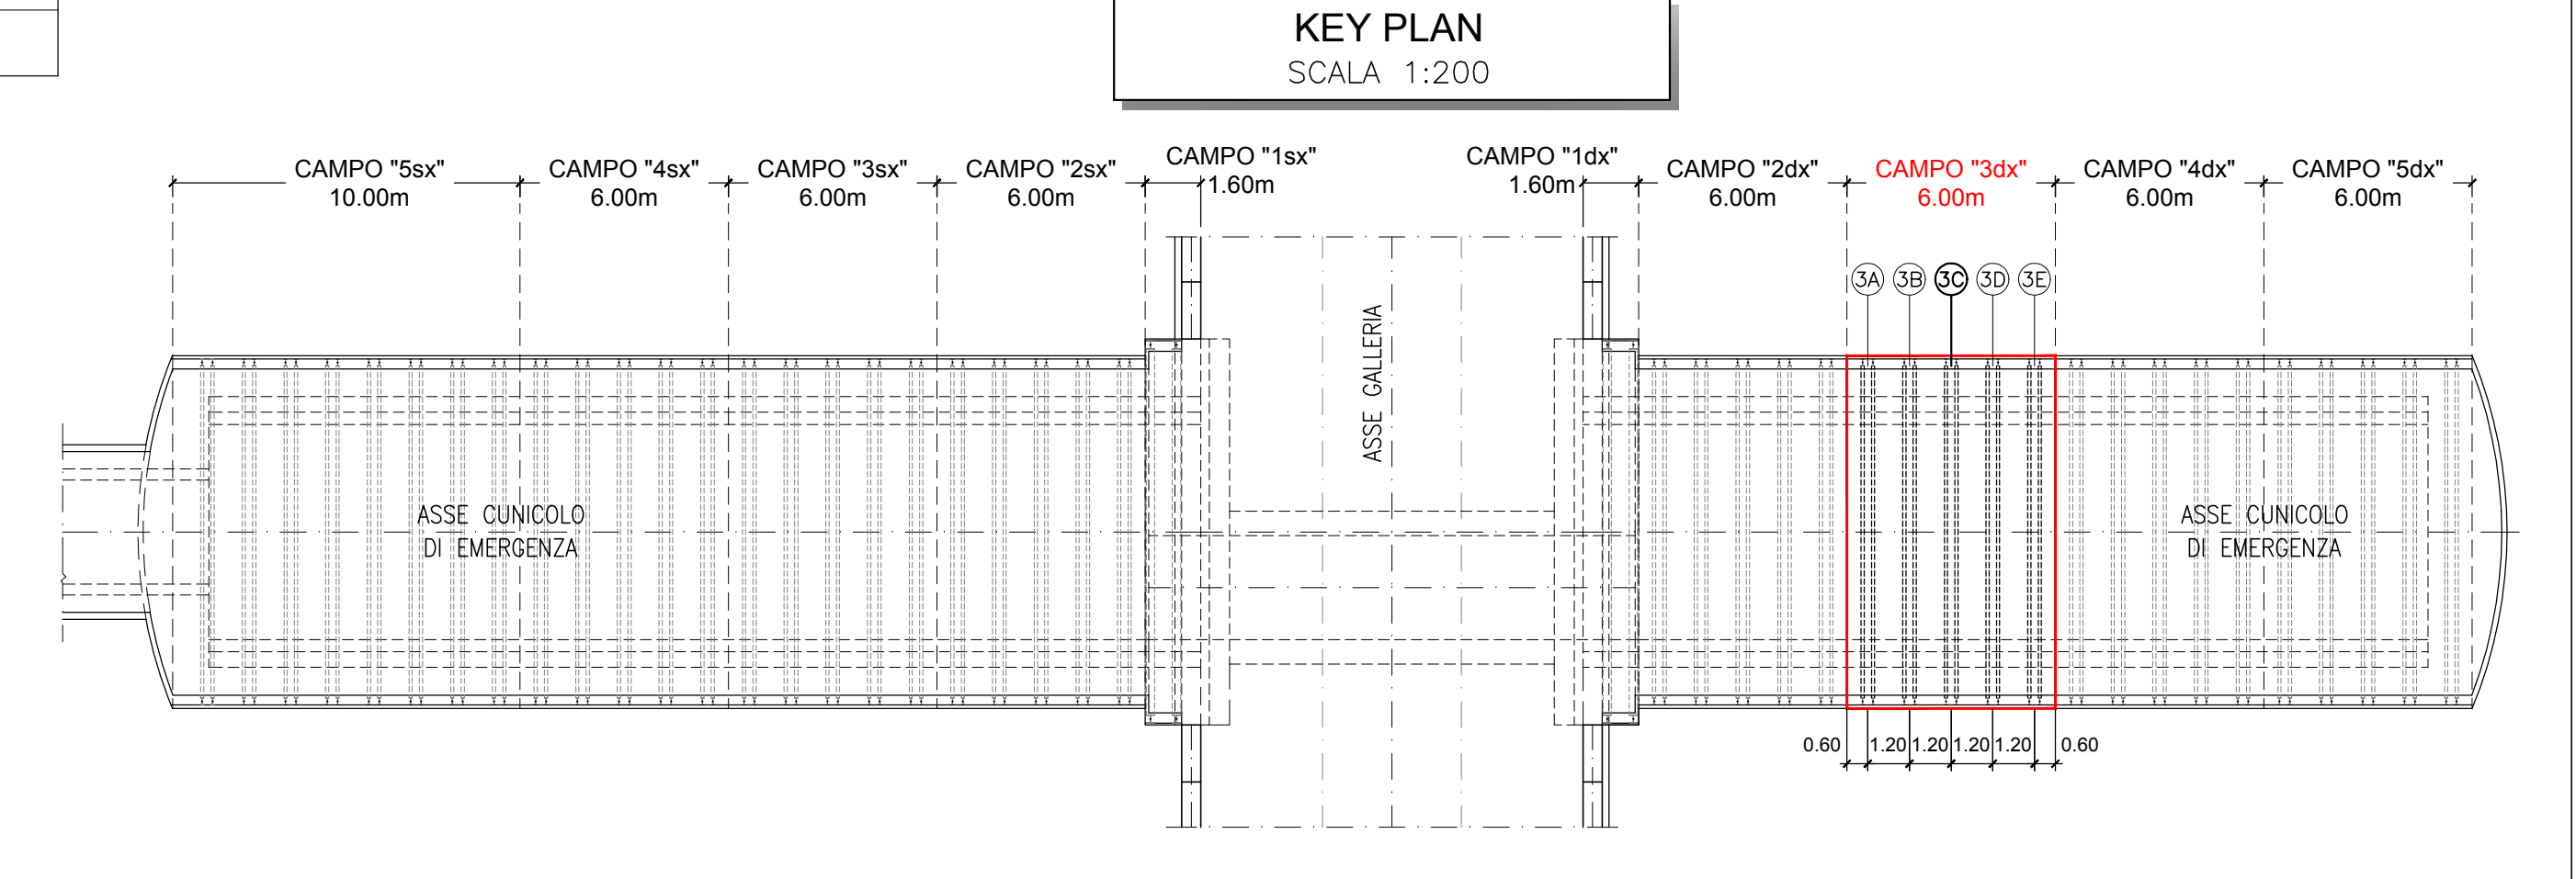 KEY PLAN
SCALA 1:200
CAMPO "5sx"
10.00m
CAMPO "4sx"
6.00m
CAMPO "3sx"
6.00m
CAMPO "2sx"
6.00m
CAMPO "1sx"
1.60m
CAMPO "1dx"
1.60m
CAMPO "2dx"
6.00m
CAMPO "3dx"
6.00m
CAMPO "4dx"
6.00m
CAMPO "5dx"
6.00m
3A 3B 3C 3D 3E
ASSE GALLERIA
ASSE CUNICOLO
DI EMERGENZA
ASSE CUNICOLO
DI EMERGENZA
0.60 1.20 1.20 1.20 1.20 0.60